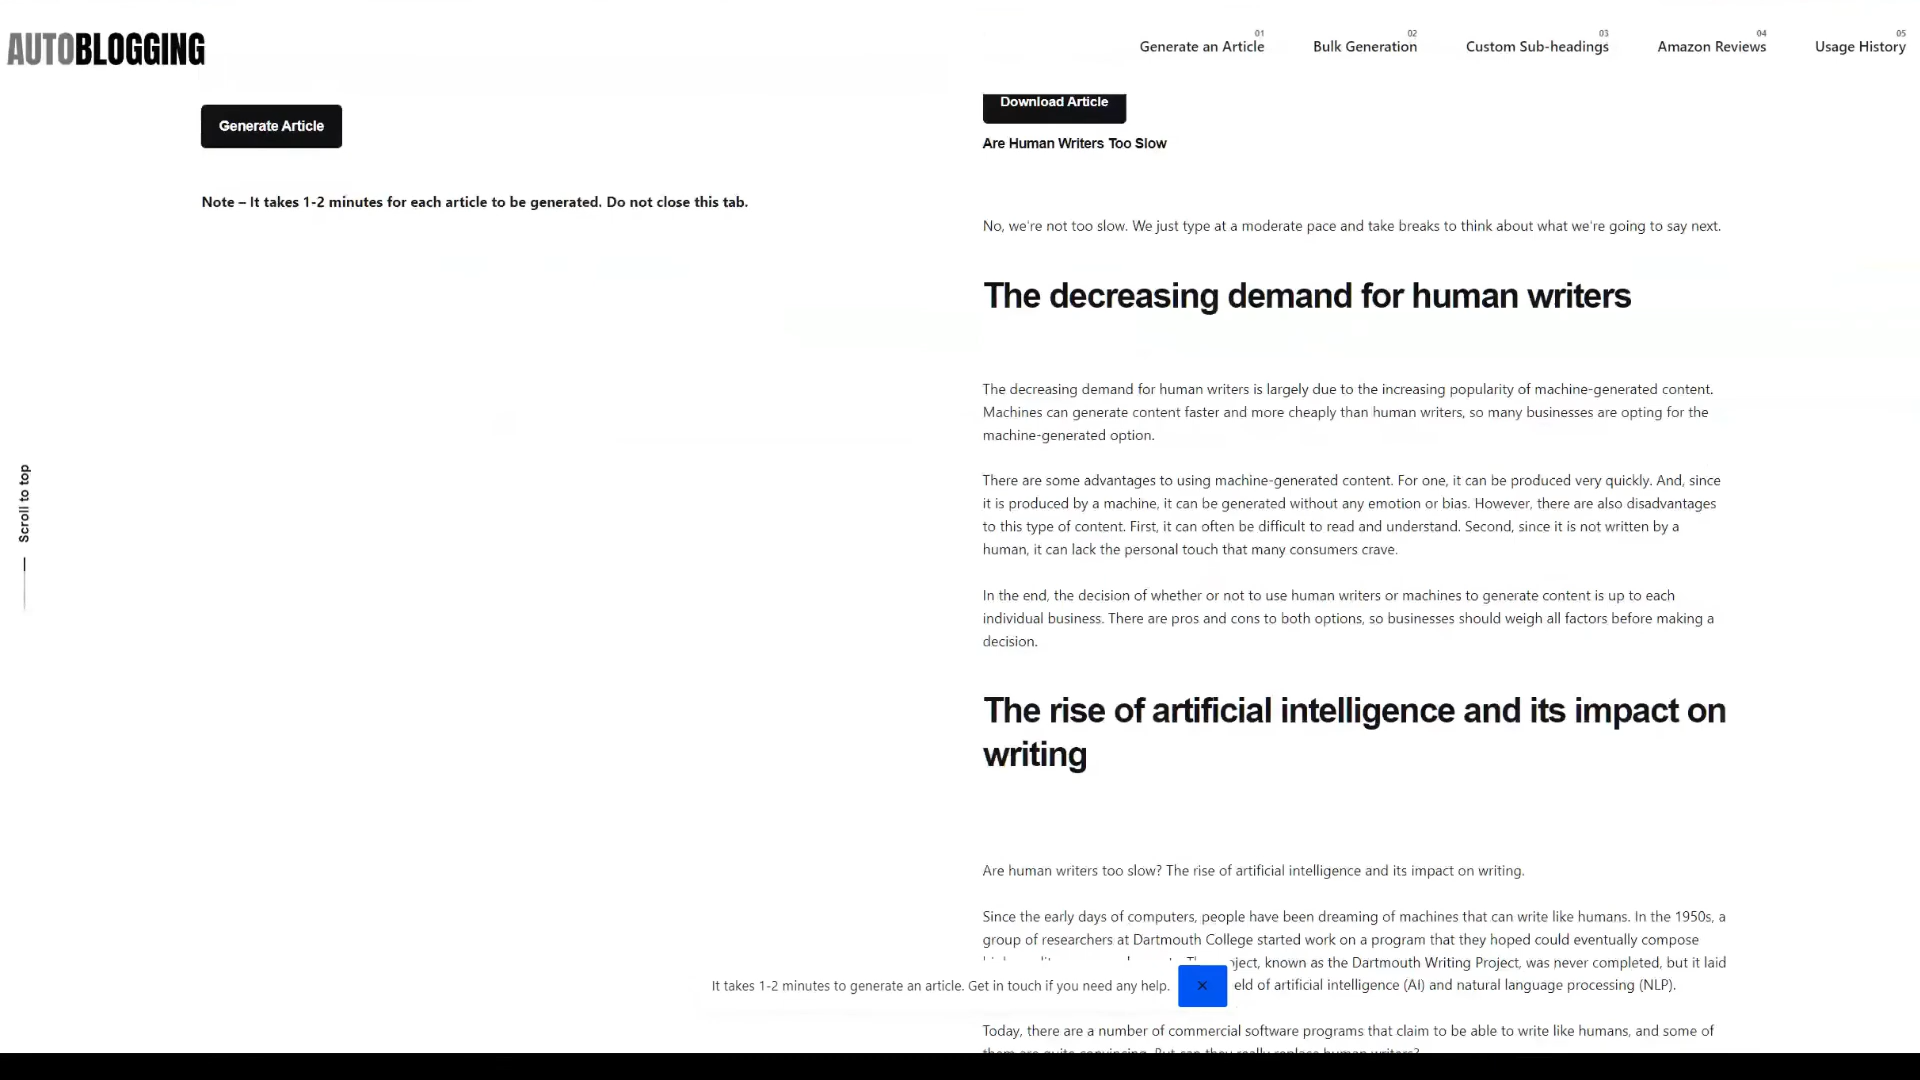 AUTOBLOGGING
01
Generate an Article
02
Bulk Generation
03
Custom Sub-headings
04
Amazon Reviews
05
Usage History
Generate Article
Note – It takes 1-2 minutes for each article to be generated. Do not close this tab.
Scroll to top
Download Article
Are Human Writers Too Slow
No, we're not too slow. We just type at a moderate pace and take breaks to think about what we're going to say next.
The decreasing demand for human writers
The decreasing demand for human writers is largely due to the increasing popularity of machine-generated content.
Machines can generate content faster and more cheaply than human writers, so many businesses are opting for the
machine-generated option.
There are some advantages to using machine-generated content. For one, it can be produced very quickly. And, since
it is produced by a machine, it can be generated without any emotion or bias. However, there are also disadvantages
to this type of content. First, it can often be difficult to read and understand. Second, since it is not written by a
human, it can lack the personal touch that many consumers crave.
In the end, the decision of whether or not to use human writers or machines to generate content is up to each
individual business. There are pros and cons to both options, so businesses should weigh all factors before making a
decision.
The rise of artificial intelligence and its impact on
writing
Are human writers too slow? The rise of artificial intelligence and its impact on writing.
Since the early days of computers, people have been dreaming of machines that can write like humans. In the 1950s, a
group of researchers at Dartmouth College started work on a program that they hoped could eventually compose
oject, known as the Dartmouth Writing Project, was never completed, but it laid
eld of artificial intelligence (AI) and natural language processing (NLP).
It takes 1-2 minutes to generate an article. Get in touch if you need any help.
Today, there are a number of commercial software programs that claim to be able to write like humans, and some of
them are quite convincing. But can they really replace human writers?